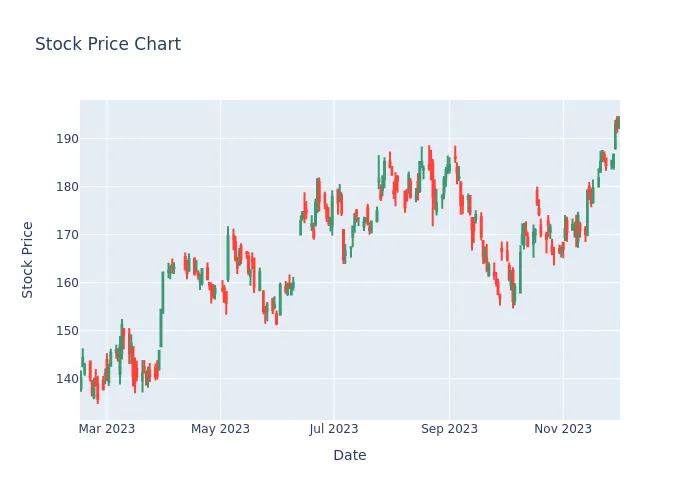 Stock Price Chart
190
180
170
160
150
140
Stock Price
Mar 2023
May 2023
Jul 2023
Sep 2023
Nov 2023
Date